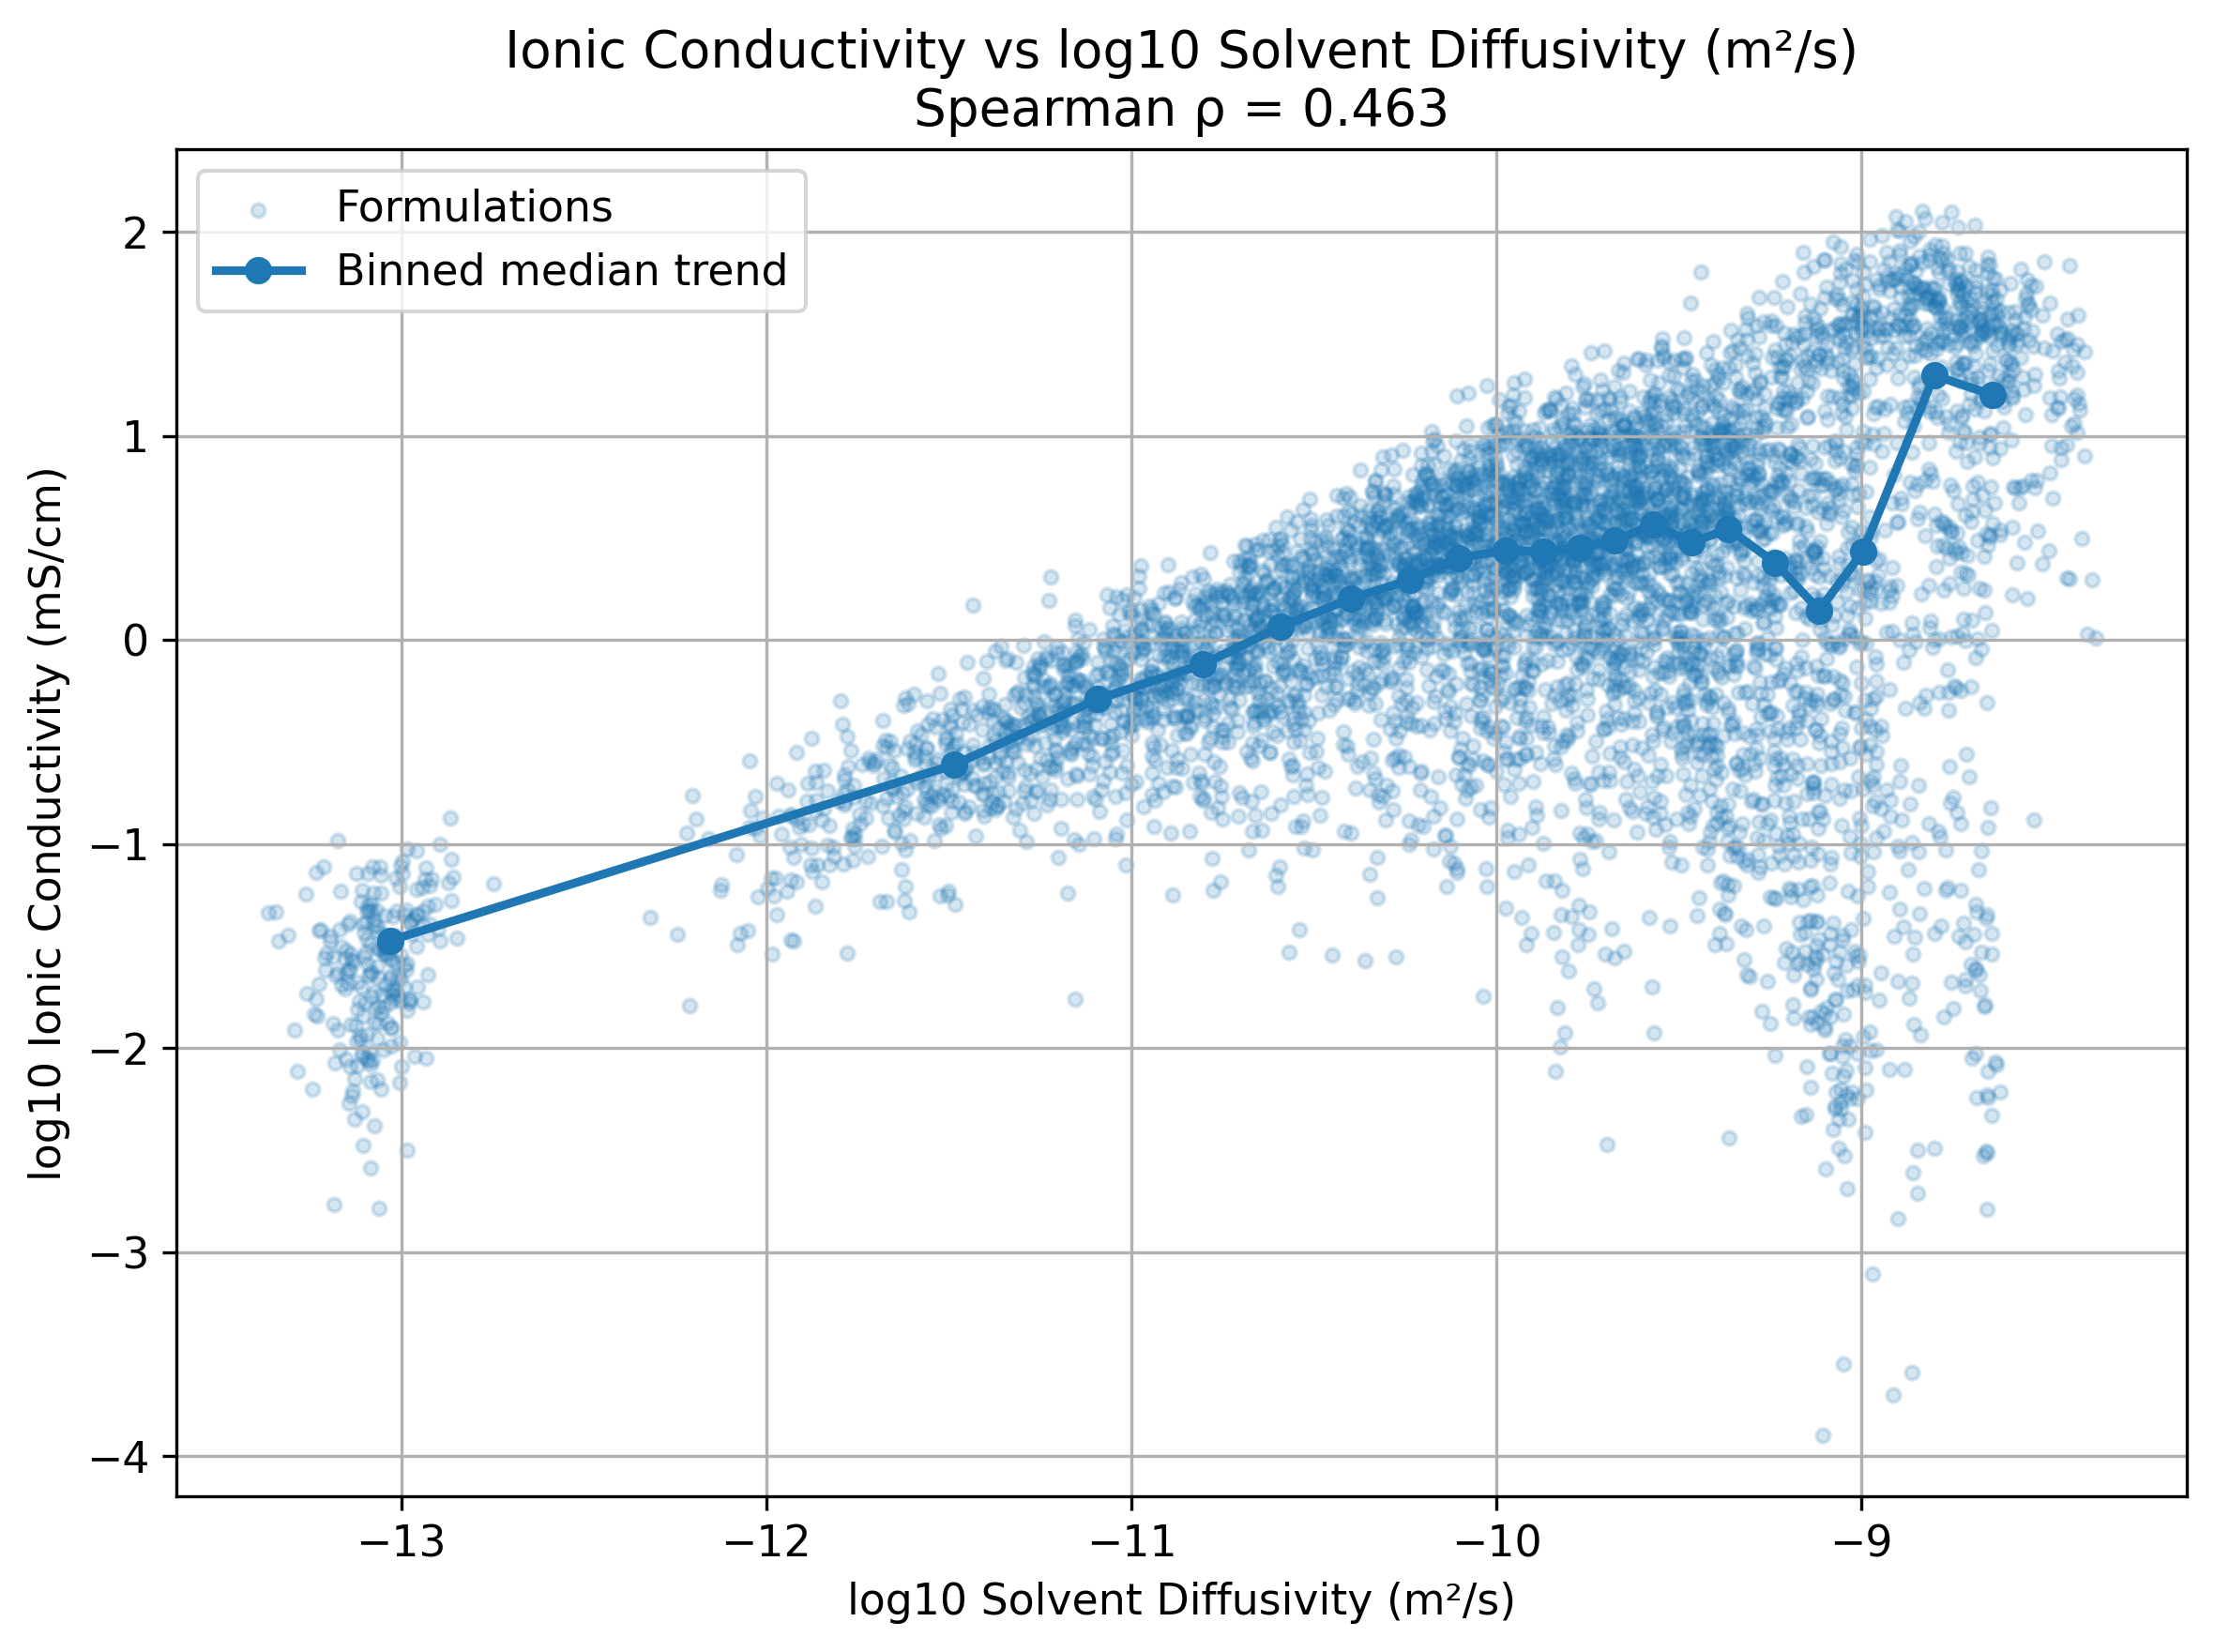 Ionic Conductivity vs log10 Solvent Diffusivity (m²/s)
Spearman ρ = 0.463
Formulations
Binned median trend
log10 Ionic Conductivity (mS/cm)
2
1
0
−1
−2
−3
−4
−13
−12
−11
−10
−9
log10 Solvent Diffusivity (m²/s)